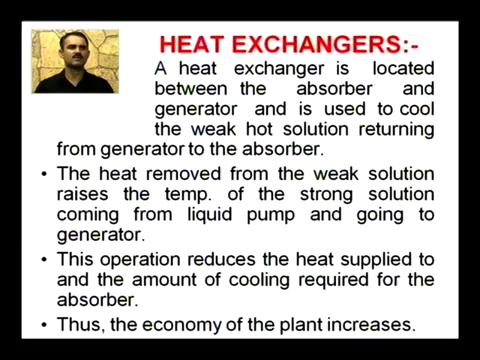 HEAT EXCHANGERS:-
A heat exchanger is located
between the absorber and
generator and is used to cool
the weak hot solution returning
from generator to the absorber.
• The heat removed from the weak solution
raises the temp. of the strong solution
coming from liquid pump and going to
generator.
• This operation reduces the heat supplied to
and the amount of cooling required for the
absorber.
• Thus, the economy of the plant increases.